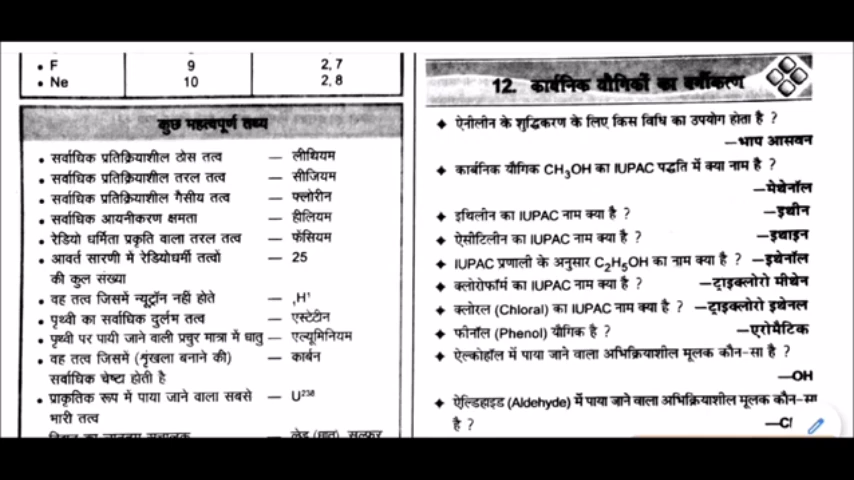 • F 9 2, 7
• Ne 10 2, 8
कुछ महत्वपूर्ण तथ्य
• सर्वाधिक प्रतिक्रियाशील ठोस तत्व — लीथियम
• सर्वाधिक प्रतिक्रियाशील तरल तत्व — सीजियम
• सर्वाधिक प्रतिक्रियाशील गैसीय तत्व — फ्लोरीन
• सर्वाधिक आयनीकरण क्षमता — हीलियम
• रेडियो धर्मिता प्रकृति वाला तरल तत्व — फॅसियम
• आवर्त सारणी में रेडियोधर्मी तत्वों — 25
की कुल संख्या
• वह तत्व जिसमें न्यूट्रॉन नहीं होते — ₁H¹
• पृथ्वी का सर्वाधिक दुर्लभ तत्व — एस्टेटीन
• पृथ्वी पर पायी जाने वाली प्रचुर मात्रा में धातु — एल्यूमिनियम
• वह तत्व जिसमें (शृंखला बनाने की) — कार्बन
सर्वाधिक चेष्टा होती है
• प्राकृतिक रूप में पाया जाने वाला सबसे — U²³⁸
भारी तत्व
लेड (धातु), सल्फर
12. कार्बनिक यौगिकों का वर्गीकरण
♦ ऐनीलीन के शुद्धिकरण के लिए किस विधि का उपयोग होता है ?
—भाप आसवन
♦ कार्बनिक यौगिक CH₃OH का IUPAC पद्धति में क्या नाम है ?
—मेथेनॉल
♦ इथिलीन का IUPAC नाम क्या है ? —इथीन
♦ ऐसीटिलीन का IUPAC नाम क्या है ? —इथाइन
♦ IUPAC प्रणाली के अनुसार C₂H₅OH का नाम क्या है ? —इथेनॉल
♦ क्लोरोफॉर्म का IUPAC नाम क्या है ? —ट्राइक्लोरो मीथेन
♦ क्लोरल (Chloral) का IUPAC नाम क्या है ? —ट्राइक्लोरो इथेनल
♦ फीनॉल (Phenol) यौगिक है ? —एरोमैटिक
♦ ऐल्कोहॉल में पाया जाने वाला अभिक्रियाशील मूलक कौन-सा है ?
—OH
♦ ऐल्डिहाइड (Aldehyde) में पाया जाने वाला अभिक्रियाशील मूलक कौन-सा
है ?